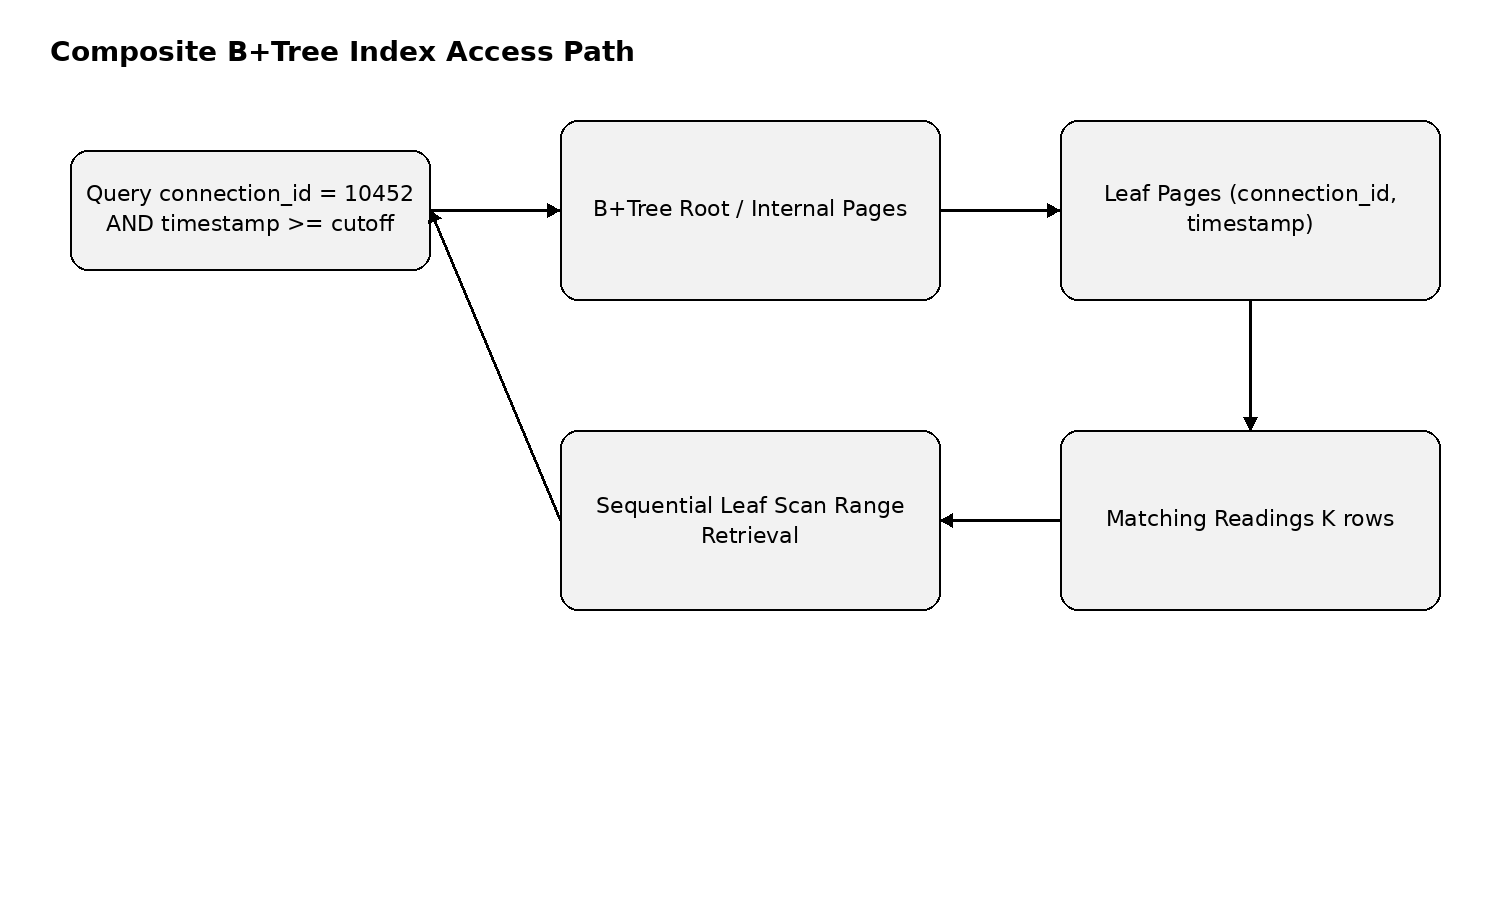 Composite B+Tree Index Access Path
Query connection_id = 10452
AND timestamp >= cutoff
B+Tree Root / Internal Pages
Leaf Pages (connection_id,
timestamp)
Sequential Leaf Scan Range
Retrieval
Matching Readings K rows